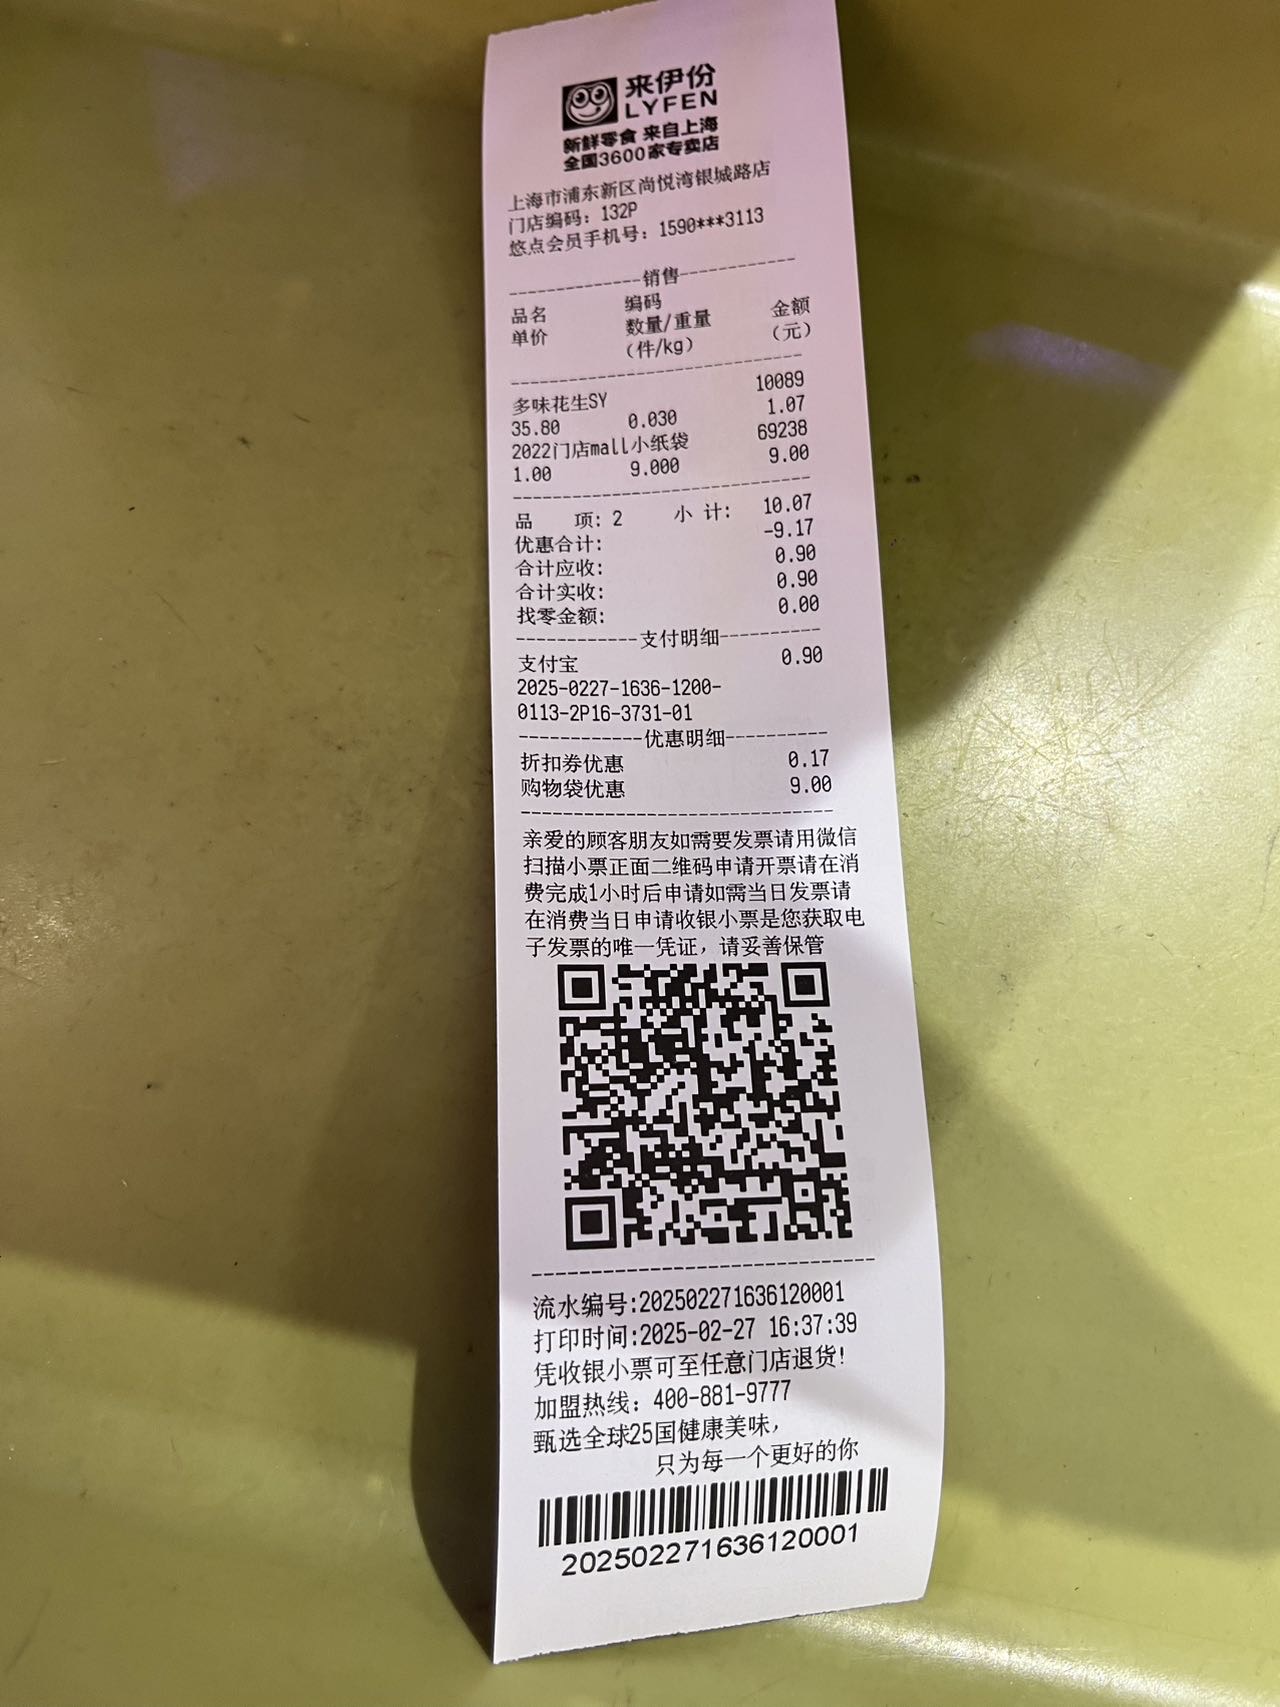 来伊份
LYFEN
新鲜零食 来自上海
全国3600家专卖店
上海市浦东新区尚悦湾银城路店
门店编码：132P
悠点会员手机号：1590***3113
------------销售------------
品名 编码 金额
单价 数量/重量 （元）
（件/kg）
多味花生SY 10089
35.80 0.030 1.07
2022门店mall小纸袋 69238
1.00 9.000 9.00
品 项：2 小 计： 10.07
优惠合计： -9.17
合计应收： 0.90
合计实收： 0.90
找零金额： 0.00
------------支付明细----------
支付宝 0.90
2025-0227-1636-1200-
0113-2P16-3731-01
------------优惠明细----------
折扣券优惠 0.17
购物袋优惠 9.00
亲爱的顾客朋友如需要发票请用微信
扫描小票正面二维码申请开票请在消
费完成1小时后申请如需当日发票请
在消费当日申请收银小票是您获取电
子发票的唯一凭证，请妥善保管
流水编号:202502271636120001
打印时间:2025-02-27 16:37:39
凭收银小票可至任意门店退货!
加盟热线：400-881-9777
甄选全球25国健康美味，
只为每一个更好的你
202502271636120001